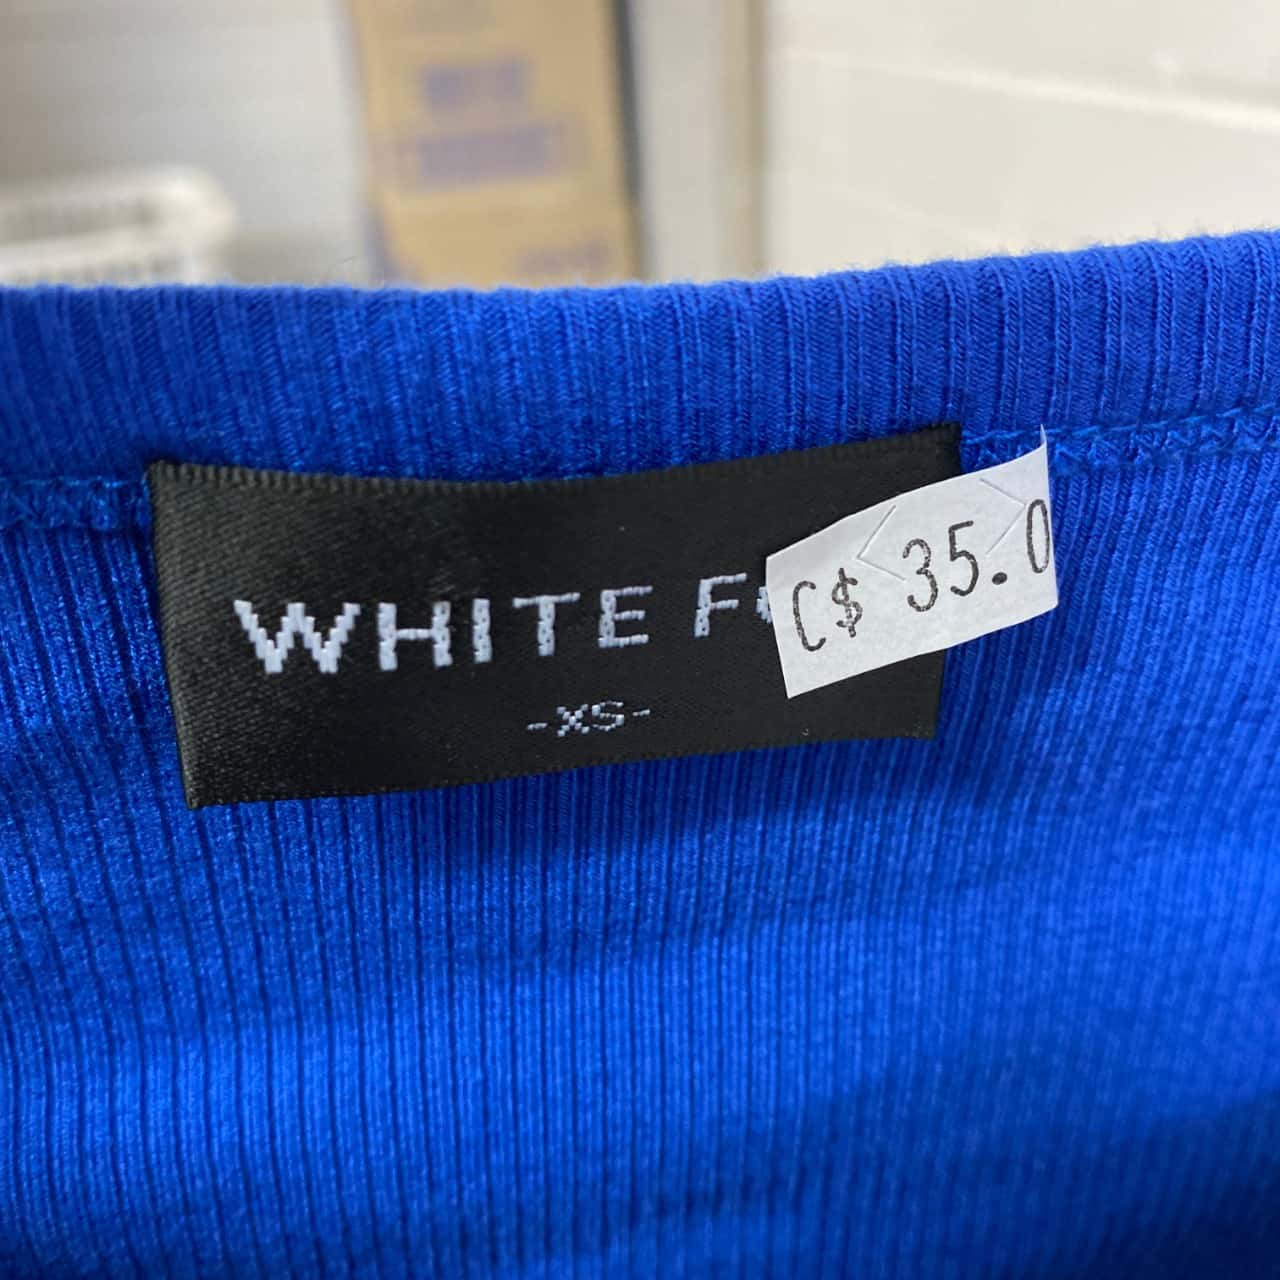 WHITE F
C$ 35.0
-XS-